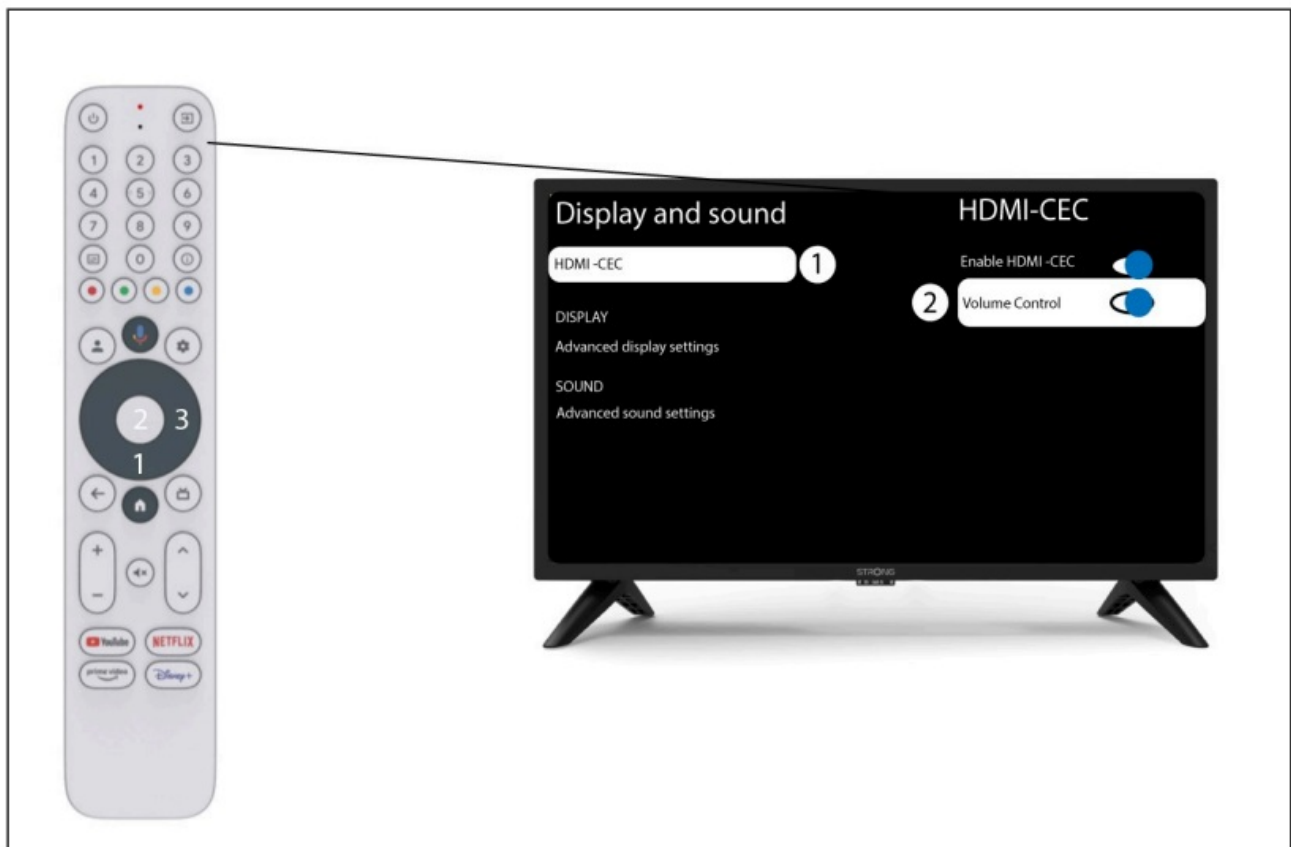 1 2 3
4 5 6
7 8 9
0
2 3
1
+
−
YouTube NETFLIX
prime video Disney+
Display and sound
HDMI -CEC 1
DISPLAY
Advanced display settings
SOUND
Advanced sound settings
HDMI-CEC
Enable HDMI -CEC
2 Volume Control
STRONG